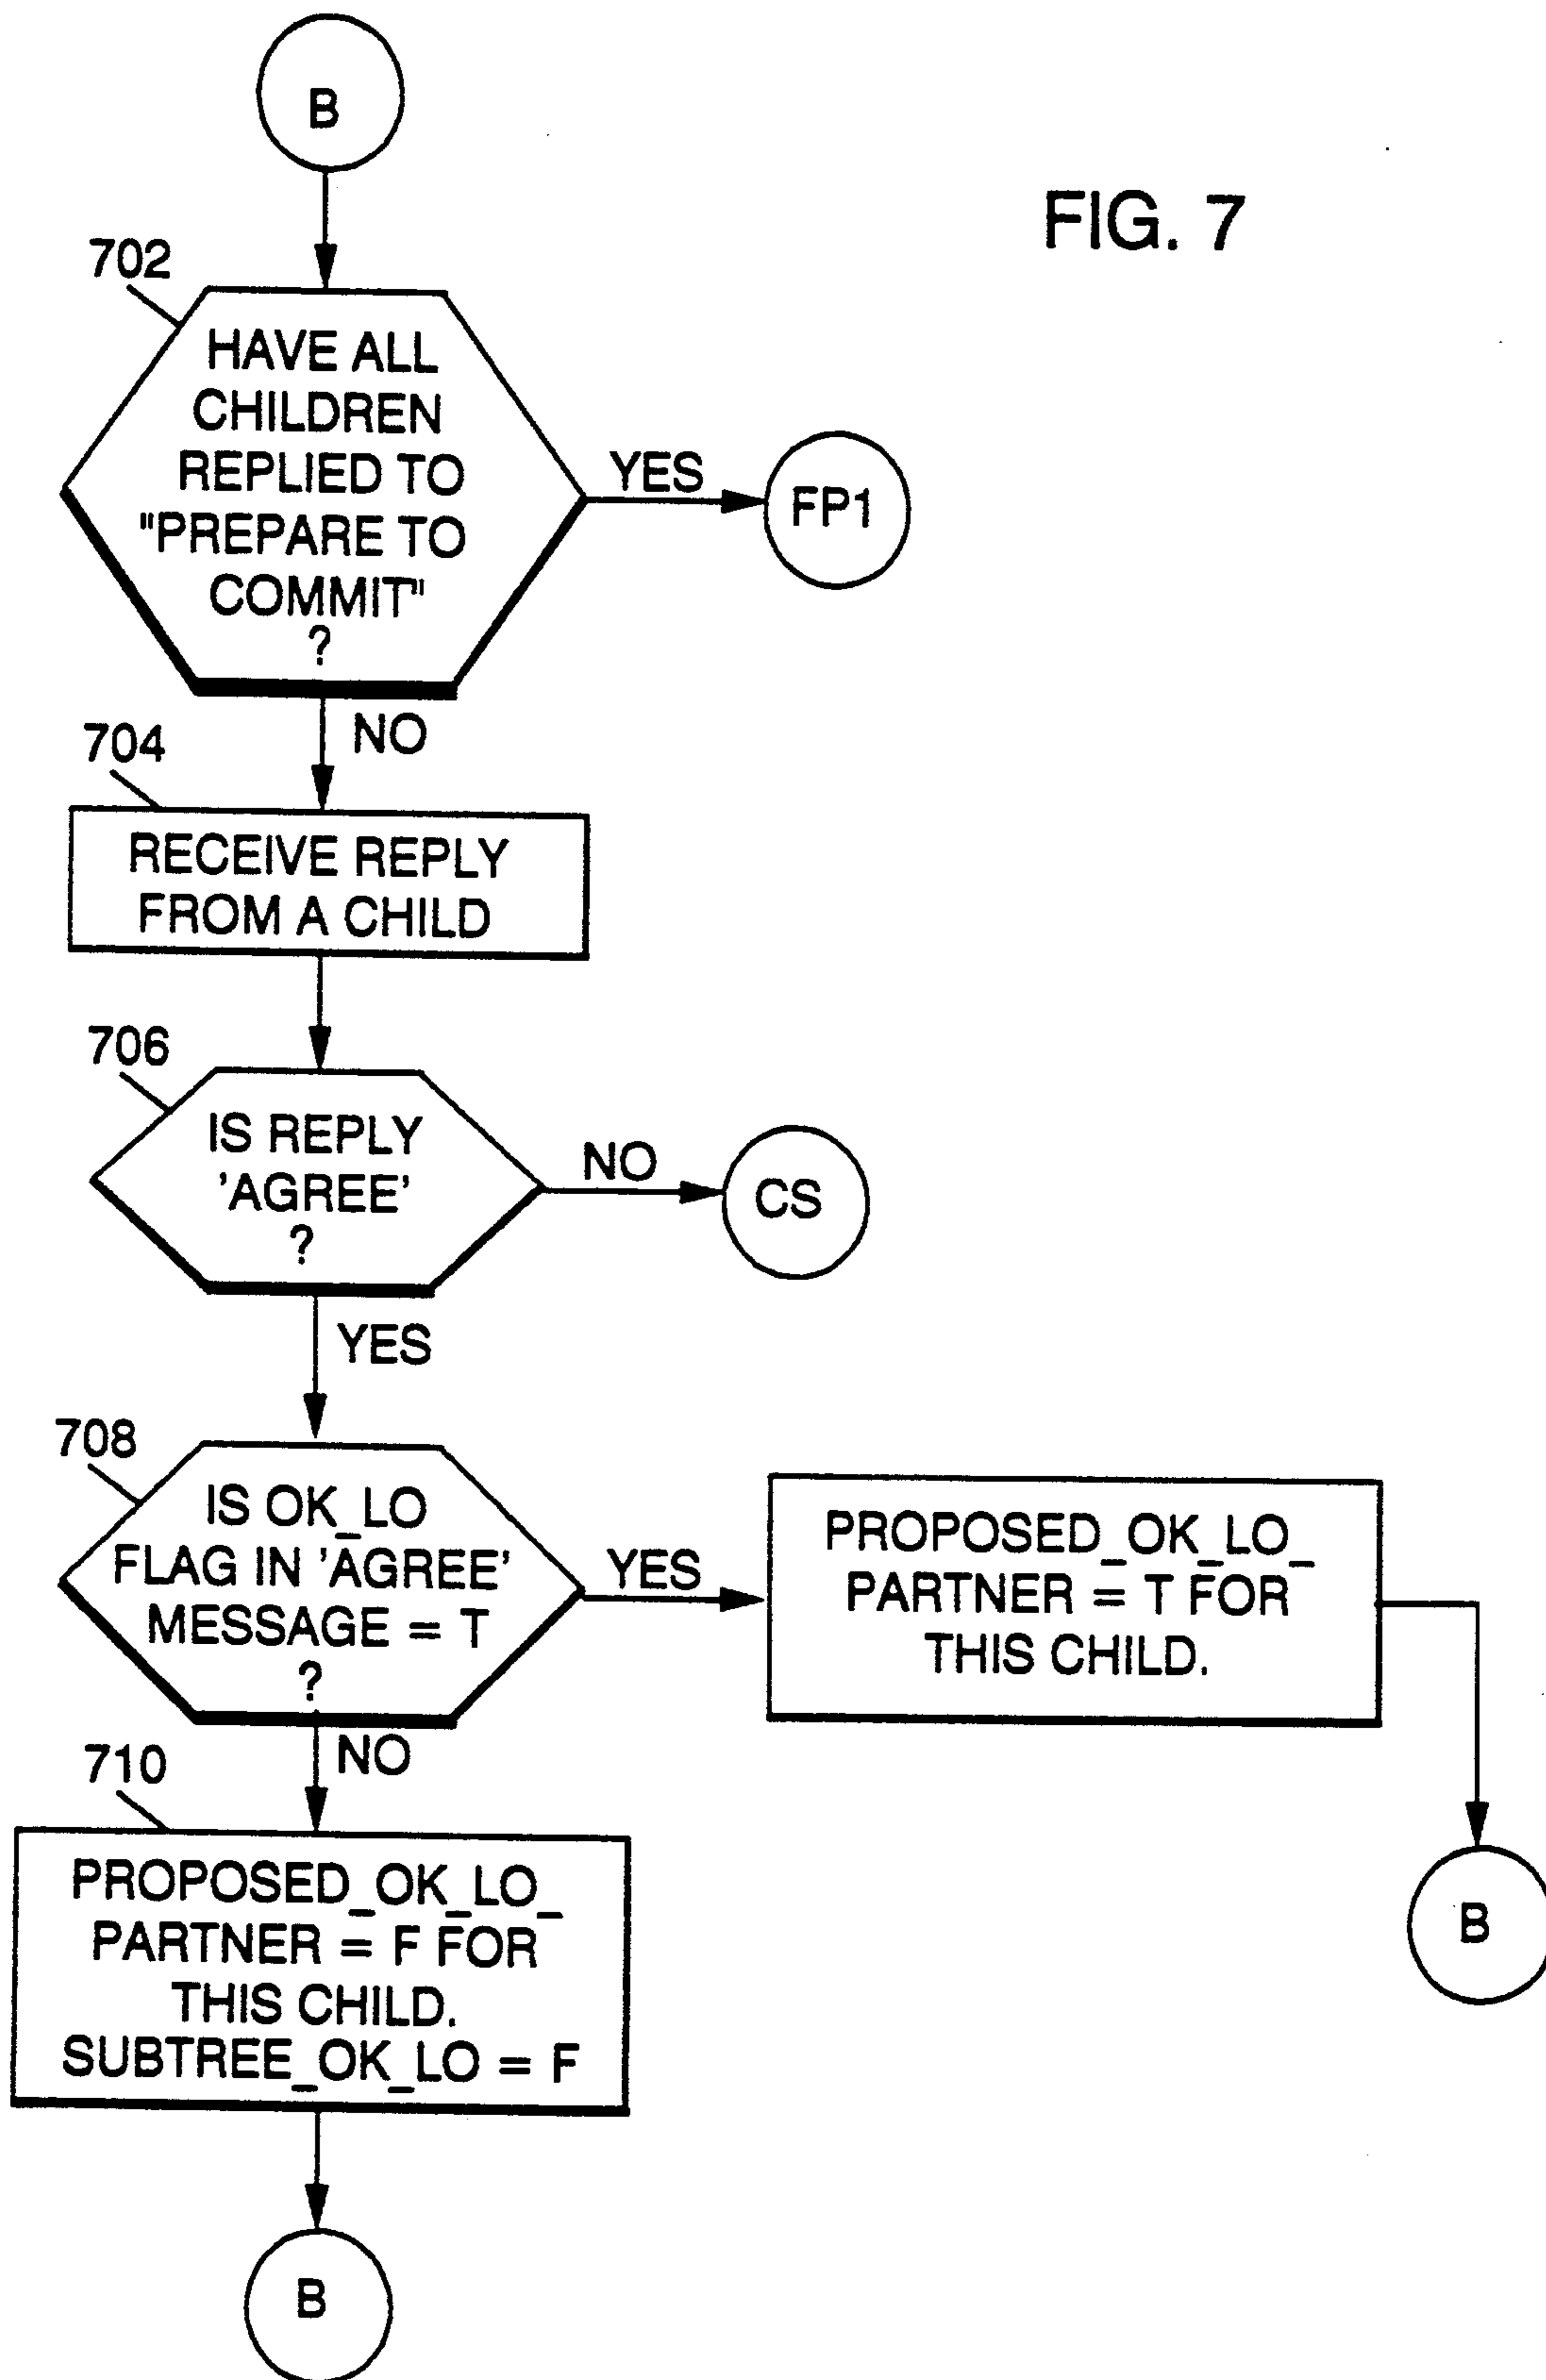 B
FIG. 7
702
HAVE ALL
CHILDREN
REPLIED TO
"PREPARE TO
COMMIT"
?
YES
FP1
NO
704
RECEIVE REPLY
FROM A CHILD
706
IS REPLY
'AGREE'
?
NO
CS
YES
708
IS OK_LO
FLAG IN 'AGREE'
MESSAGE = T
?
YES
PROPOSED_OK_LO_
PARTNER = T FOR
THIS CHILD.
B
NO
710
PROPOSED_OK_LO_
PARTNER = F FOR
THIS CHILD.
SUBTREE_OK_LO = F
B